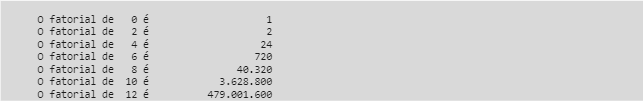 O fatorial de 0 é 1
O fatorial de 2 é 2
O fatorial de 4 é 24
O fatorial de 6 é 720
O fatorial de 8 é 40.320
O fatorial de 10 é 3.628.800
O fatorial de 12 é 479.001.600